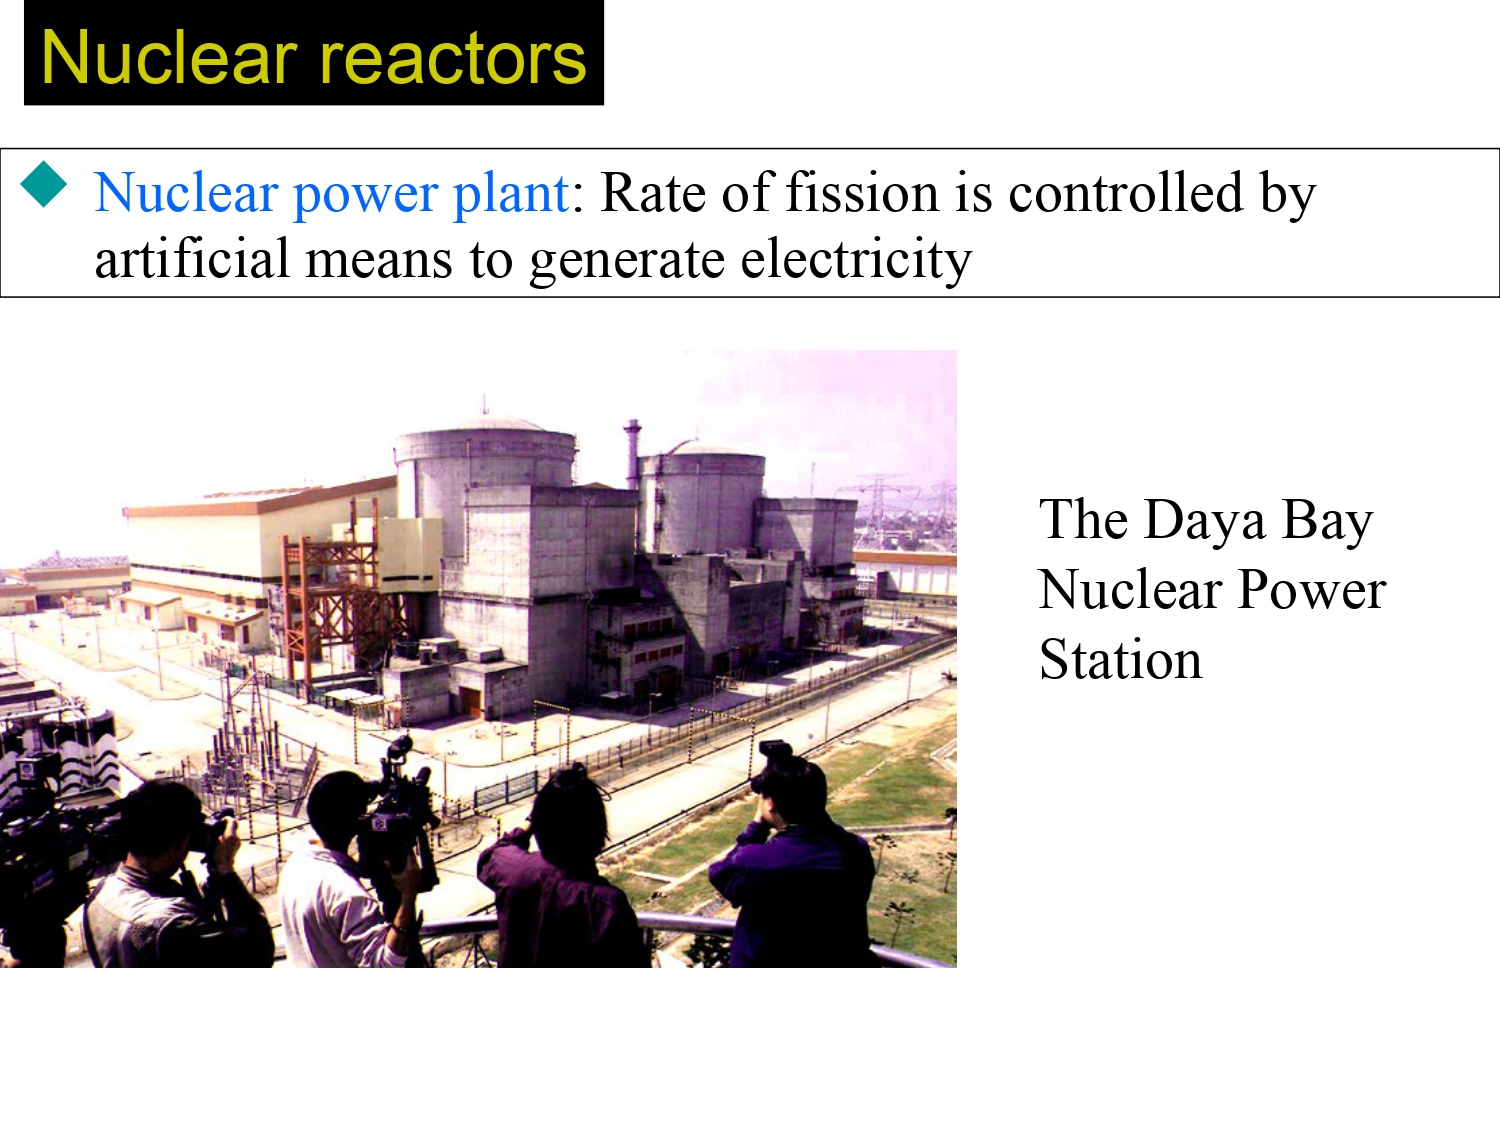 Nuclear reactors
Nuclear power plant: Rate of fission is controlled by
artificial means to generate electricity
The Daya Bay
Nuclear Power
Station